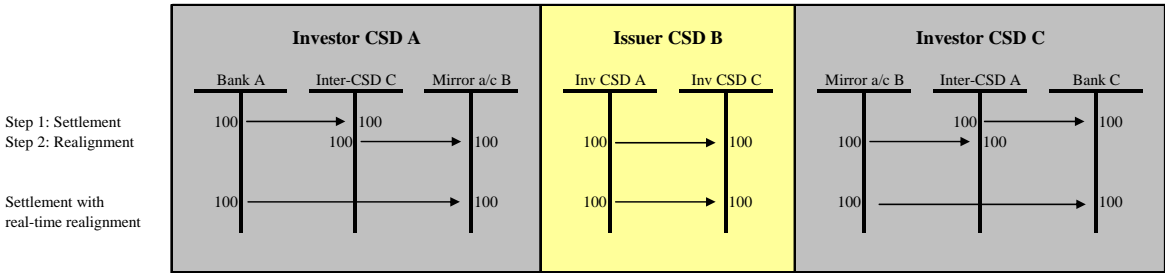 Investor CSD A Issuer CSD B Investor CSD C
Bank A Inter-CSD C Mirror a/c B Inv CSD A Inv CSD C Mirror a/c B Inter-CSD A Bank C
Step 1: Settlement 100 100 100 100
Step 2: Realignment 100 100 100 100 100 100
Settlement with 100 100 100 100 100 100
real-time realignment